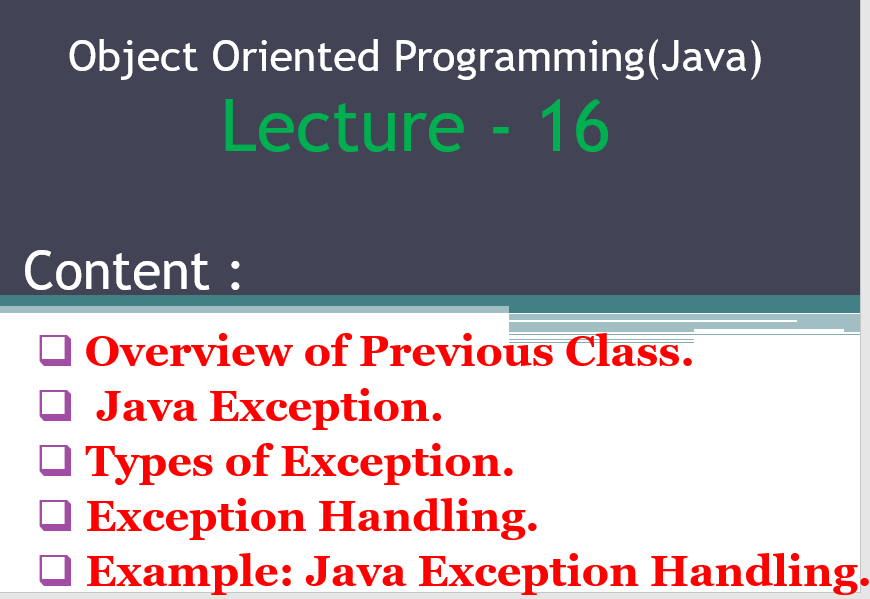 Object Oriented Programming(Java)
Lecture - 16
Content :
Overview of Previous Class.
Java Exception.
Types of Exception.
Exception Handling.
Example: Java Exception Handling.